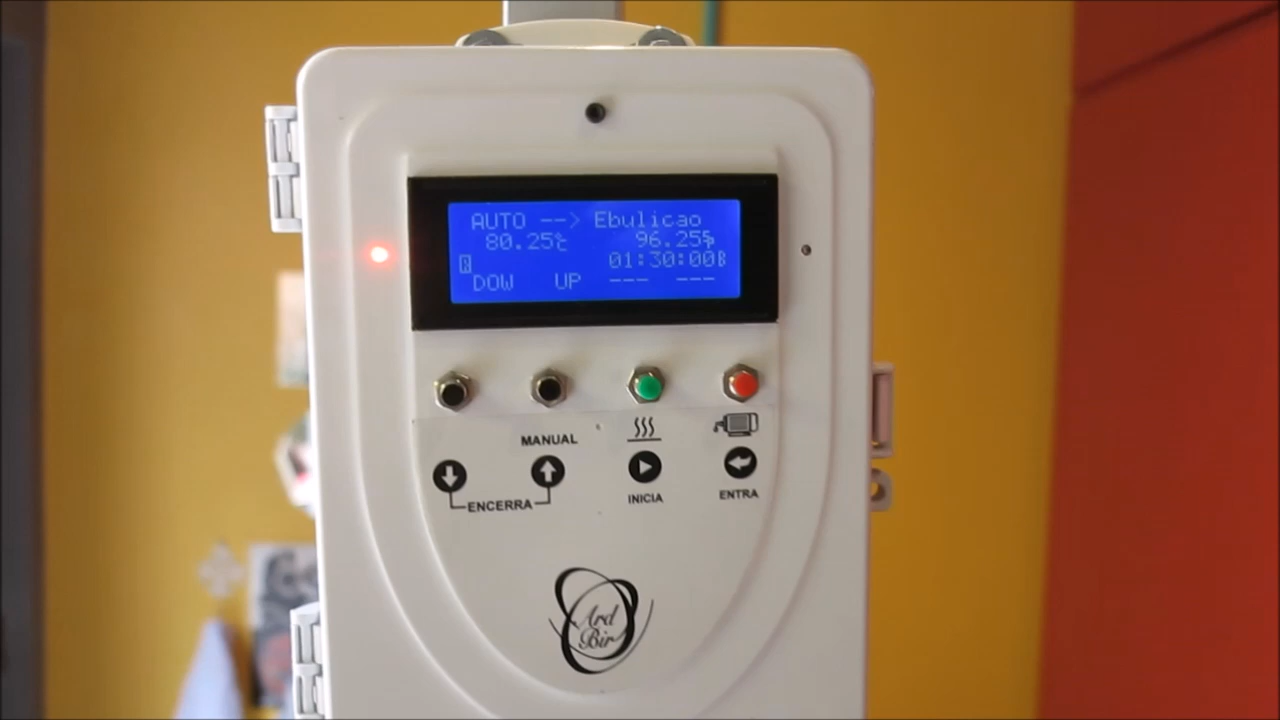 AUTO --> Ebulicao
80.25℃ 96.25
01:30:00
DOW UP --- ---
MANUAL
ENCERRA
INICIA
ENTRA
Ard
Bir